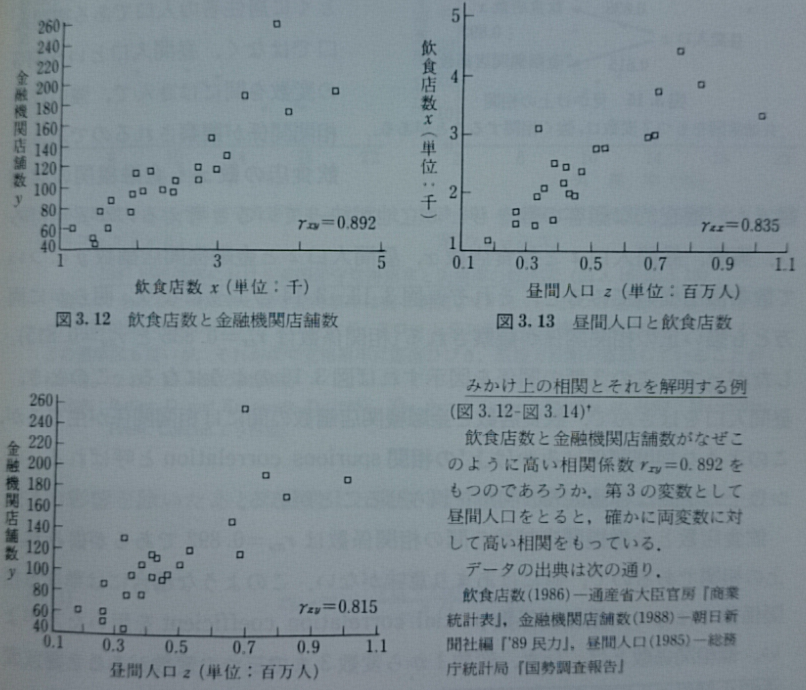 260
240
220
200
180
160
140
120
100
80
60
40
金融機関店舗数 y
1
3
5
r_xy=0.892
飲食店数 x (単位：千)
図3.12 飲食店数と金融機関店舗数
5
4
3
2
1
飲食店数 x (単位：千)
0.1
0.3
0.5
0.7
0.9
1.1
r_zx=0.835
昼間人口 z (単位：百万人)
図3.13 昼間人口と飲食店数
260
240
220
200
180
160
140
120
100
80
60
40
金融機関店舗数 y
0.1
0.3
0.5
0.7
0.9
1.1
r_zy=0.815
昼間人口 z (単位：百万人)
みかけ上の相関とそれを解明する例
(図3.12-図3.14)
飲食店数と金融機関店舗数がなぜこ
のように高い相関係数 r_xy=0.892 を
もつのであろうか．第3の変数として
昼間人口をとると，確かに両変数に対
して高い相関をもっている．
データの出典は次の通り．
飲食店数(1986)—通産省大臣官房『商業
統計表』，金融機関店舗数(1988)—朝日新
聞社編『'89民力』，昼間人口(1985)—総務
庁統計局『国勢調査報告』